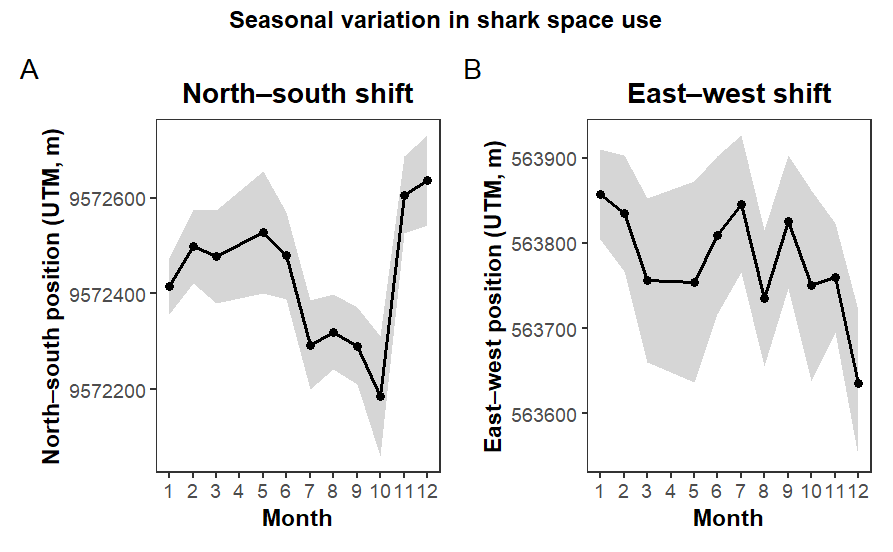 Seasonal variation in shark space use
A
North–south shift
North–south position (UTM, m)
9572600
9572400
9572200
1 2 3 4 5 6 7 8 9 10 11 12
Month
B
East–west shift
East–west position (UTM, m)
563900
563800
563700
563600
1 2 3 4 5 6 7 8 9 10 11 12
Month